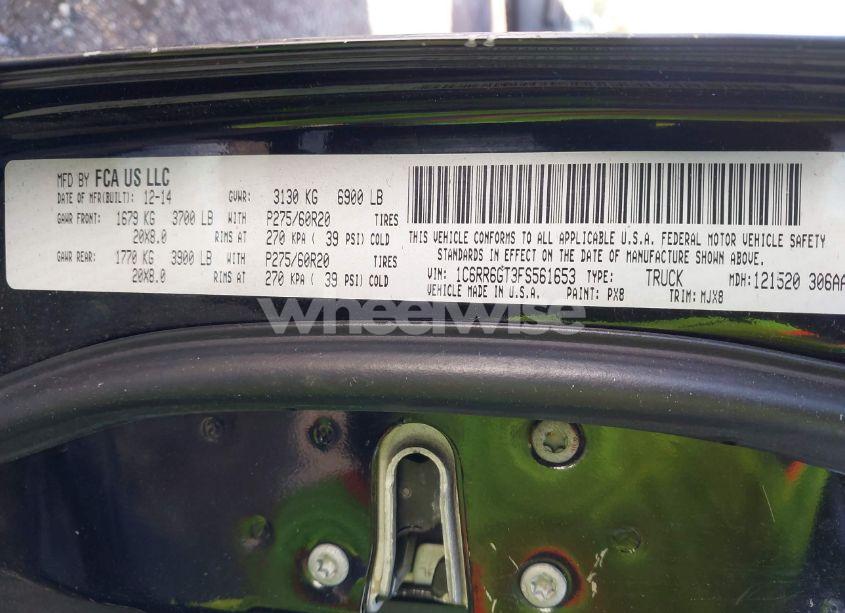 MFD BY FCA US LLC
DATE OF MFR(BUILT): 12-14 GVWR: 3130 KG 6900 LB
GAWR FRONT: 1679 KG 3700 LB WITH P275/60R20 TIRES
20X8.0 RIMS AT 270 KPA ( 39 PSI) COLD
GAWR REAR: 1770 KG 3900 LB WITH P275/60R20 TIRES
20X8.0 RIMS AT 270 KPA ( 39 PSI) COLD
THIS VEHICLE CONFORMS TO ALL APPLICABLE U.S.A. FEDERAL MOTOR VEHICLE SAFETY
STANDARDS IN EFFECT ON THE DATE OF MANUFACTURE SHOWN ABOVE.
VIN: 1C6RR6GT3FS561653 TYPE: TRUCK MDH: 121520 306AA
VEHICLE MADE IN U.S.A. PAINT: PX8 TRIM: MJX8
wheelwise